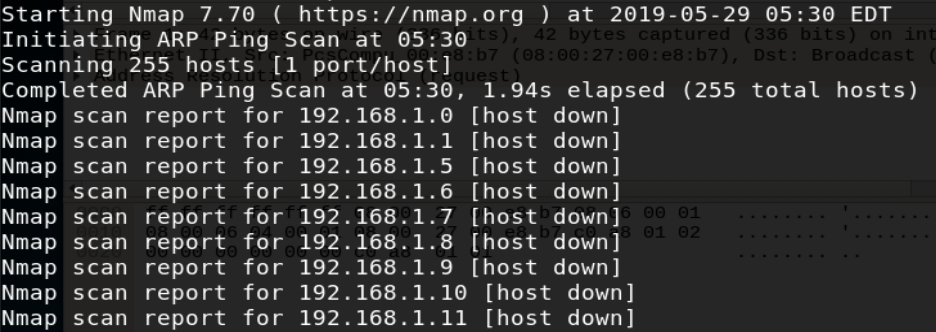 Starting Nmap 7.70 ( https://nmap.org ) at 2019-05-29 05:30 EDT
Initiating ARP Ping Scan at 05:30
Scanning 255 hosts [1 port/host]
Completed ARP Ping Scan at 05:30, 1.94s elapsed (255 total hosts)
Nmap scan report for 192.168.1.0 [host down]
Nmap scan report for 192.168.1.1 [host down]
Nmap scan report for 192.168.1.5 [host down]
Nmap scan report for 192.168.1.6 [host down]
Nmap scan report for 192.168.1.7 [host down]
Nmap scan report for 192.168.1.8 [host down]
Nmap scan report for 192.168.1.9 [host down]
Nmap scan report for 192.168.1.10 [host down]
Nmap scan report for 192.168.1.11 [host down]